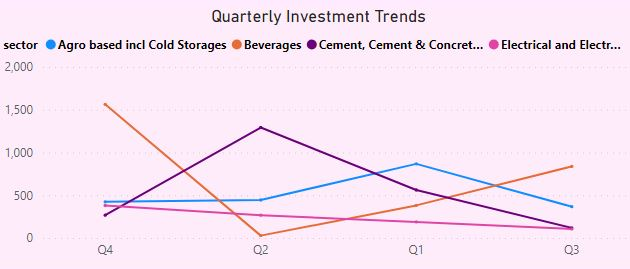 Quarterly Investment Trends
sector Agro based incl Cold Storages Beverages Cement, Cement & Concret... Electrical and Electr...
2,000
1,500
1,000
500
0
Q4 Q2 Q1 Q3